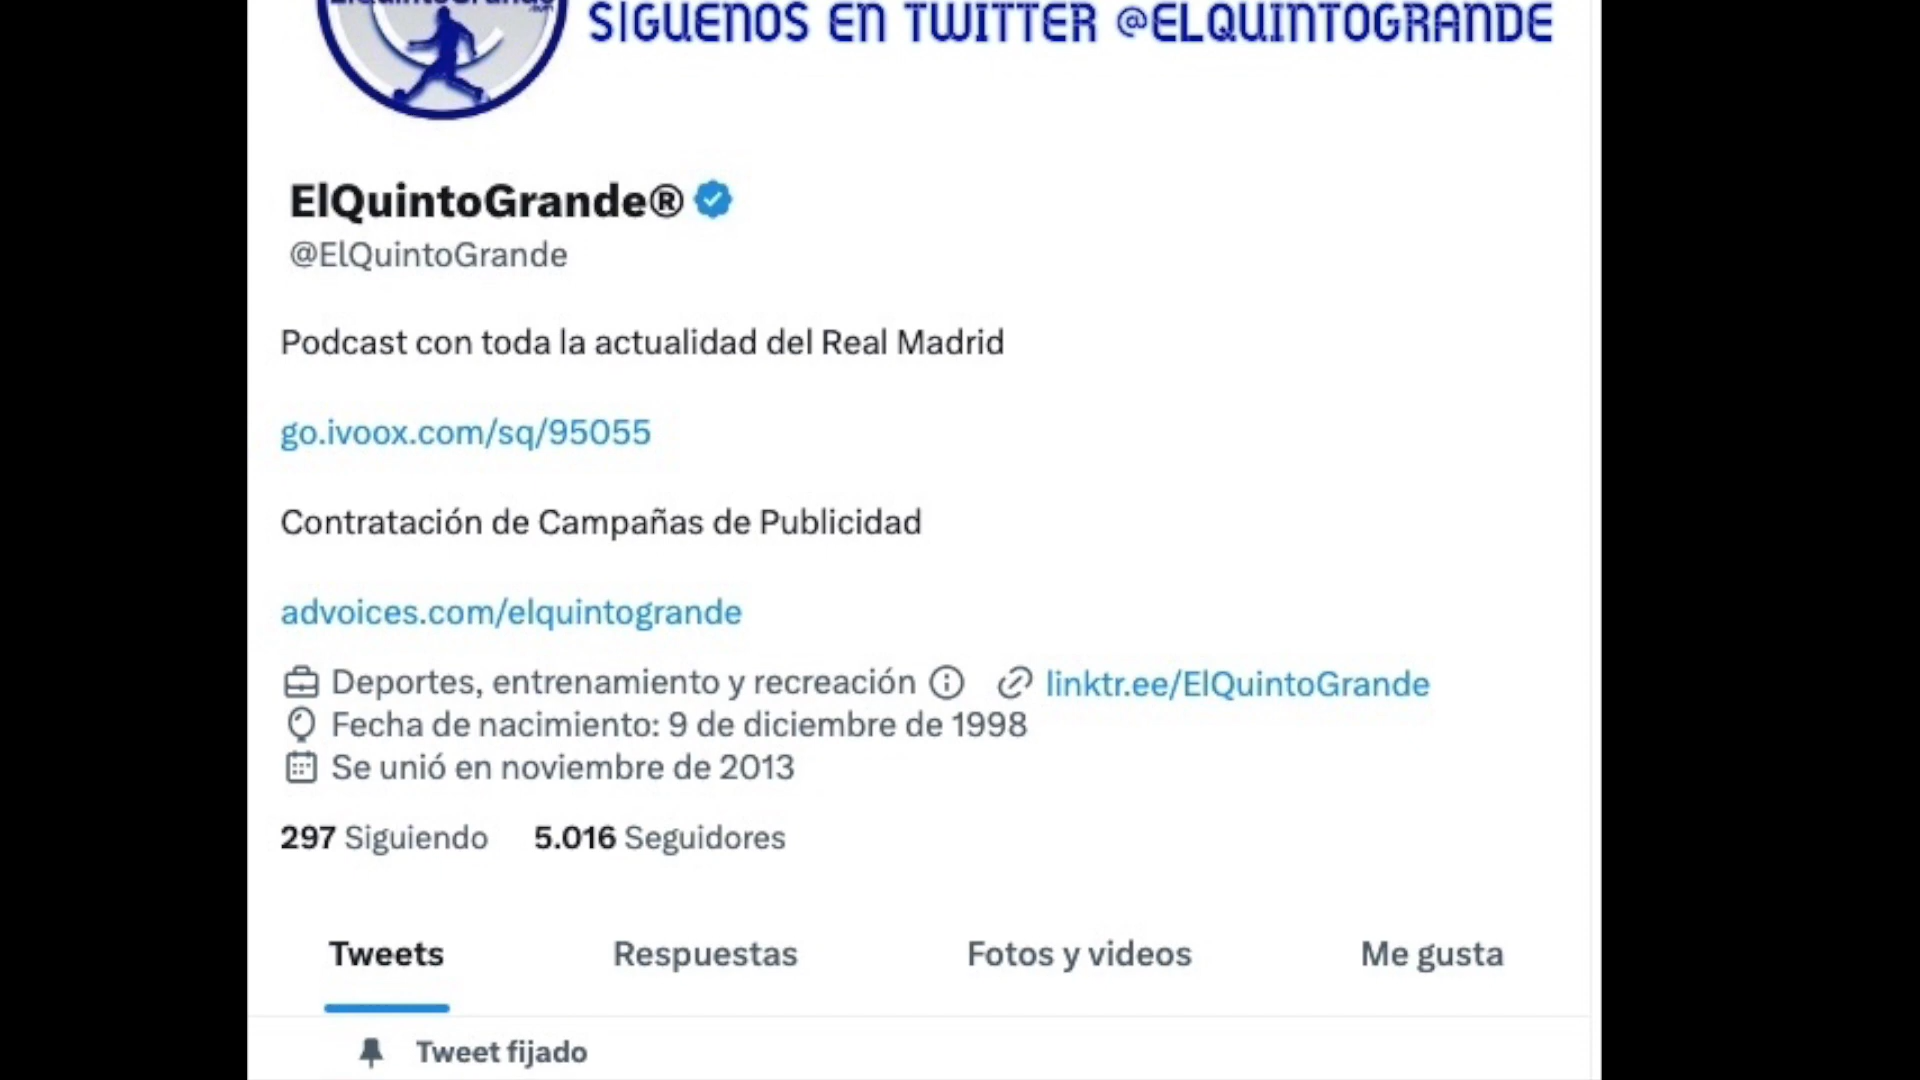 ElQuintoGrande
.com
SÍGUENOS EN TWITTER @ELQUINTOGRANDE
ElQuintoGrande®
@ElQuintoGrande
Podcast con toda la actualidad del Real Madrid
go.ivoox.com/sq/95055
Contratación de Campañas de Publicidad
advoices.com/elquintogrande
Deportes, entrenamiento y recreación linktr.ee/ElQuintoGrande
Fecha de nacimiento: 9 de diciembre de 1998
Se unió en noviembre de 2013
297 Siguiendo 5.016 Seguidores
Tweets Respuestas Fotos y videos Me gusta
Tweet fijado